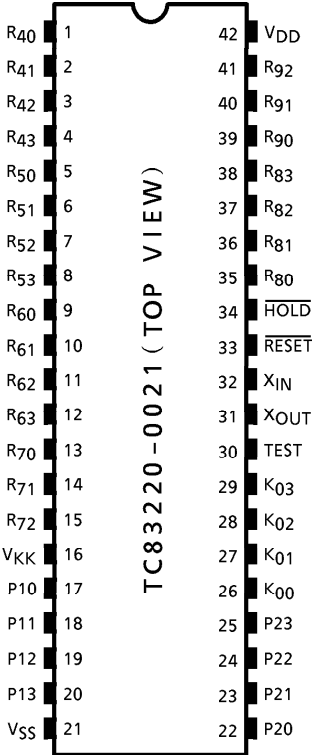 R40 1 42 VDD
R41 2 41 R92
R42 3 40 R91
R43 4 39 R90
R50 5 38 R83
R51 6 37 R82
R52 7 36 R81
R53 8 35 R80
R60 9 34 HOLD
R61 10 33 RESET
R62 11 32 XIN
R63 12 31 XOUT
R70 13 30 TEST
R71 14 29 K03
R72 15 28 K02
VKK 16 27 K01
P10 17 26 K00
P11 18 25 P23
P12 19 24 P22
P13 20 23 P21
VSS 21 22 P20
TC83220-0021 (TOP VIEW)